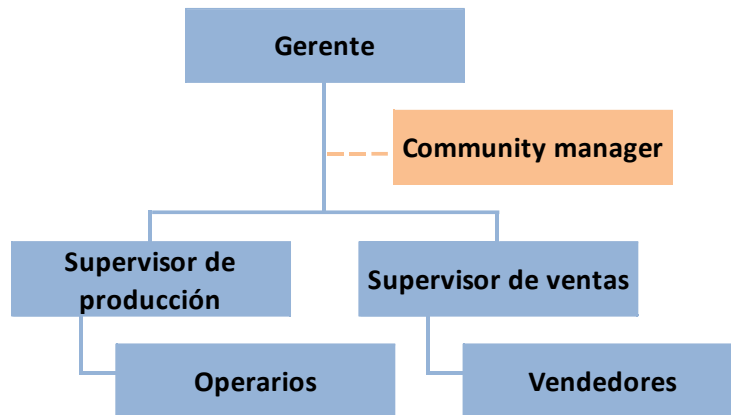 Gerente
Community manager
Supervisor de
producción
Supervisor de ventas
Operarios
Vendedores